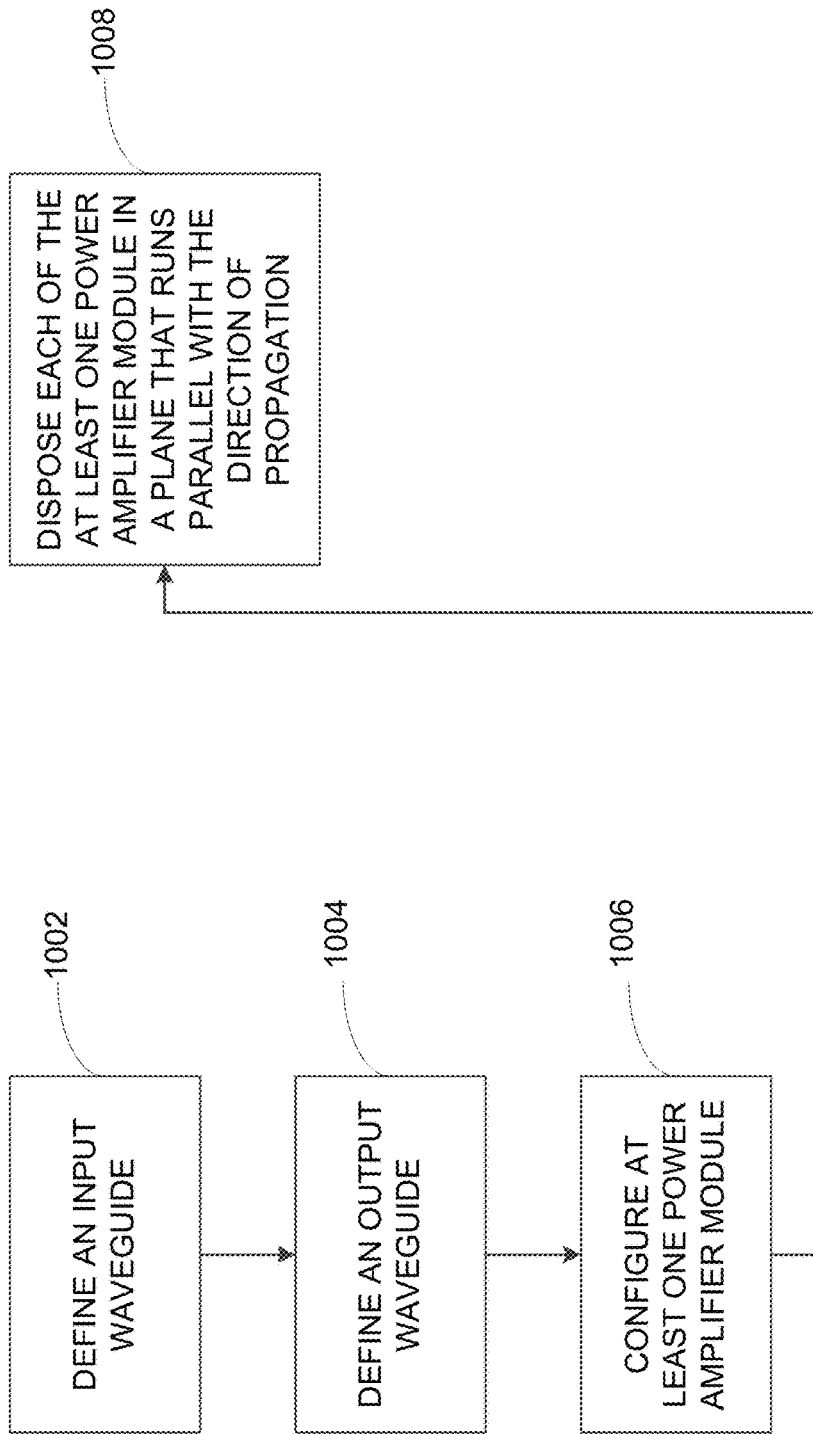 DEFINE AN INPUT
WAVEGUIDE
1002
DEFINE AN OUTPUT
WAVEGUIDE
1004
CONFIGURE AT
LEAST ONE POWER
AMPLIFIER MODULE
1006
DISPOSE EACH OF THE
AT LEAST ONE POWER
AMPLIFIER MODULE IN
A PLANE THAT RUNS
PARALLEL WITH THE
DIRECTION OF
PROPAGATION
1008